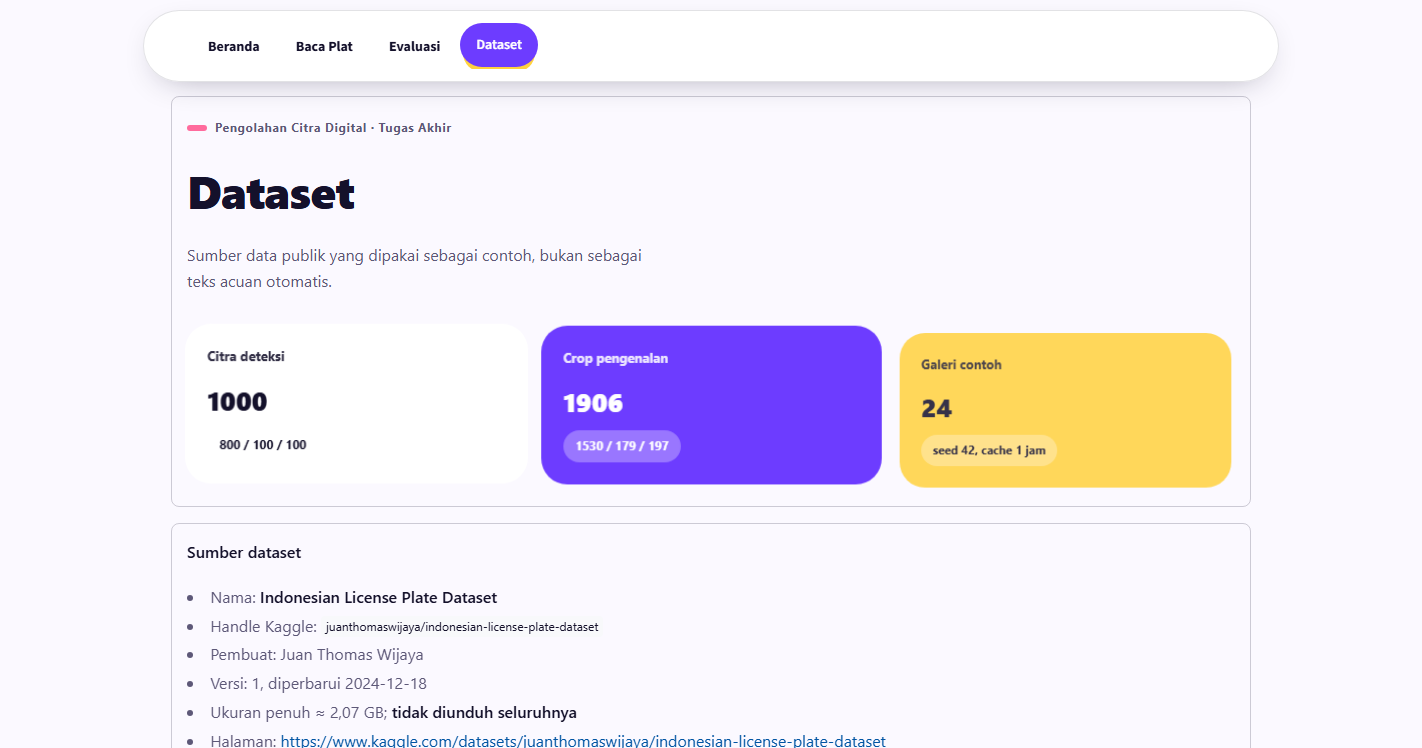 Beranda Baca Plat Evaluasi Dataset
Pengolahan Citra Digital · Tugas Akhir
Dataset
Sumber data publik yang dipakai sebagai contoh, bukan sebagai
teks acuan otomatis.
Citra deteksi
1000
800 / 100 / 100
Crop pengenalan
1906
1530 / 179 / 197
Galeri contoh
24
seed 42, cache 1 jam
Sumber dataset
• Nama: Indonesian License Plate Dataset
• Handle Kaggle: juanthomaswijaya/indonesian-license-plate-dataset
• Pembuat: Juan Thomas Wijaya
• Versi: 1, diperbarui 2024-12-18
• Ukuran penuh ≈ 2,07 GB; tidak diunduh seluruhnya
• Halaman: https://www.kaggle.com/datasets/juanthomaswijaya/indonesian-license-plate-dataset